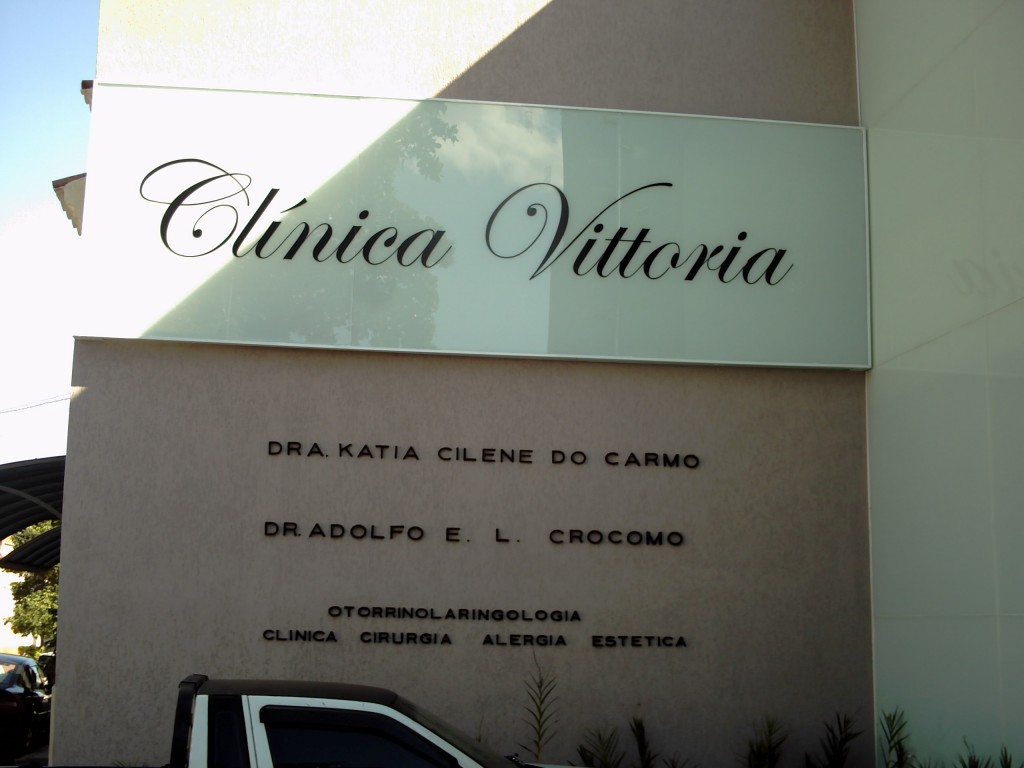 Clínica Vittoria
DRA. KATIA CILENE DO CARMO
DR. ADOLFO E. L. CROCOMO
OTORRINOLARINGOLOGIA
CLINICA CIRURGIA ALERGIA ESTETICA